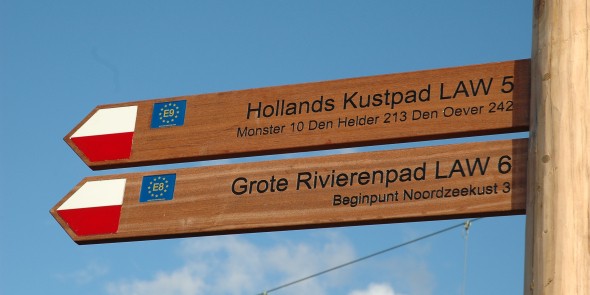 E9
Hollands Kustpad LAW 5
Monster 10 Den Helder 213 Den Oever 242
E8
Grote Rivierenpad LAW 6
Beginpunt Noordzeekust 3